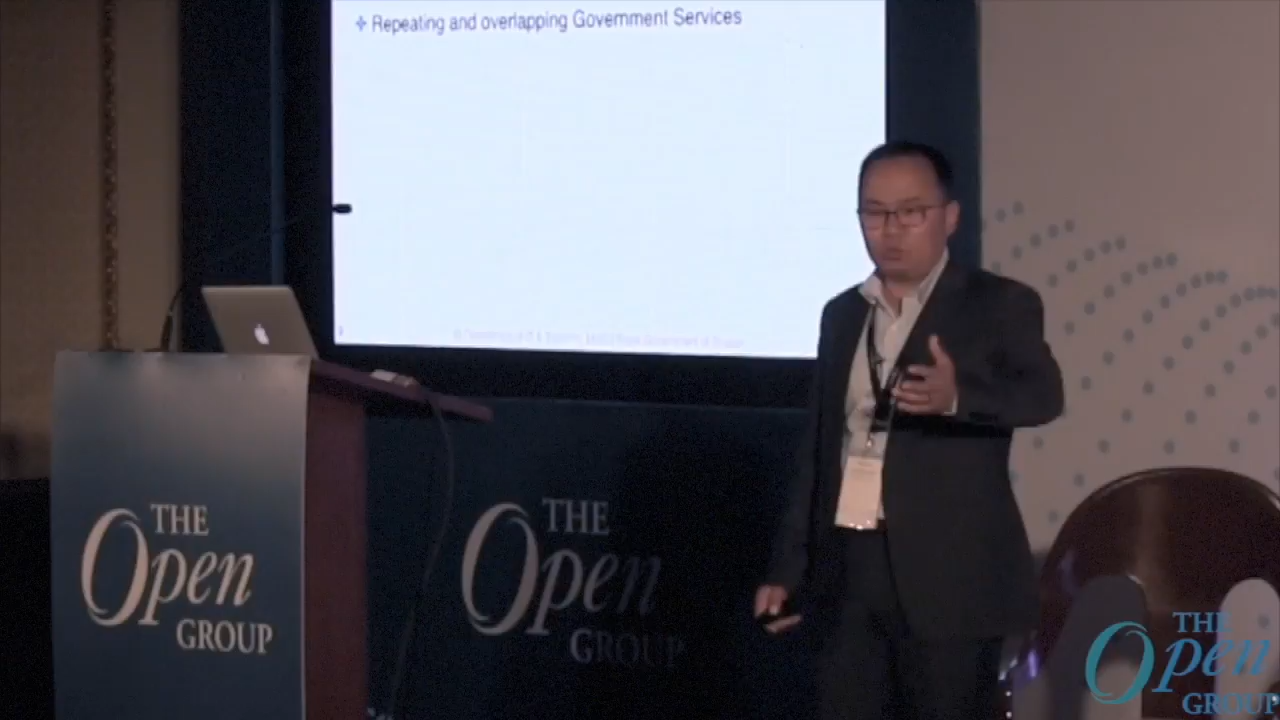 ✤ Repeating and overlapping Government Services
THE
Open
GROUP
THE
Open
GROUP
THE
Open
GROUP